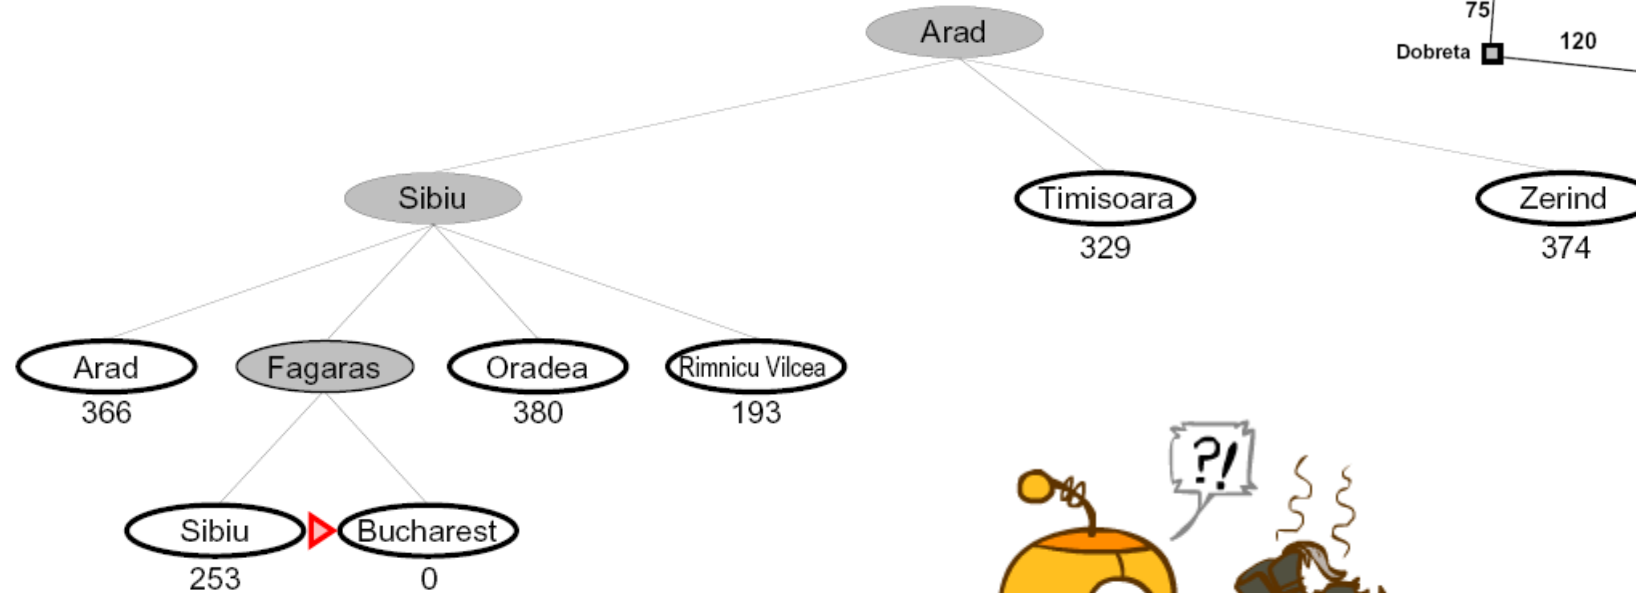 Arad
75
Dobreta
120
Sibiu
Timisoara
Zerind
329
374
Arad
Fagaras
Oradea
Rimnicu Vilcea
366
380
193
?!
Sibiu
Bucharest
253
0